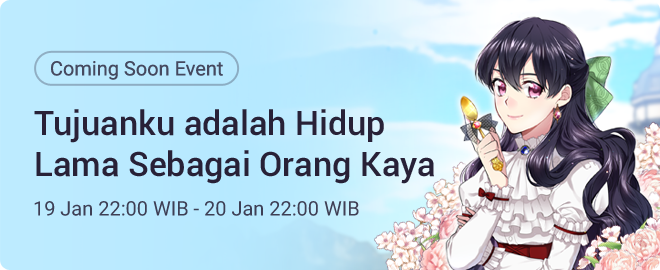 Coming Soon Event
Tujuanku adalah Hidup
Lama Sebagai Orang Kaya
19 Jan 22:00 WIB - 20 Jan 22:00 WIB